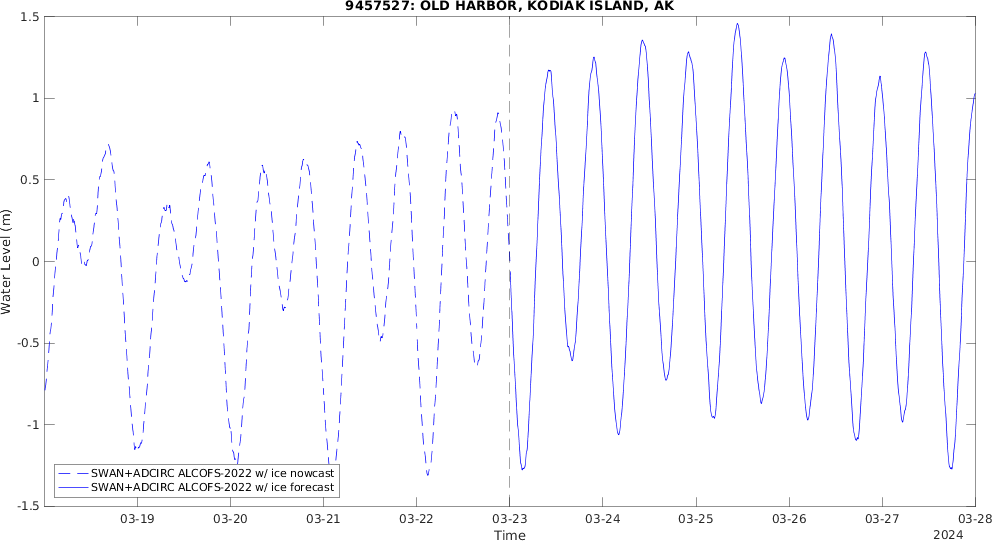 9457527: OLD HARBOR, KODIAK ISLAND, AK
1.5
1
0.5
0
-0.5
-1
-1.5
Water Level (m)
SWAN+ADCIRC ALCOFS-2022 w/ ice nowcast
SWAN+ADCIRC ALCOFS-2022 w/ ice forecast
03-19 03-20 03-21 03-22 03-23 03-24 03-25 03-26 03-27 03-28
Time
2024